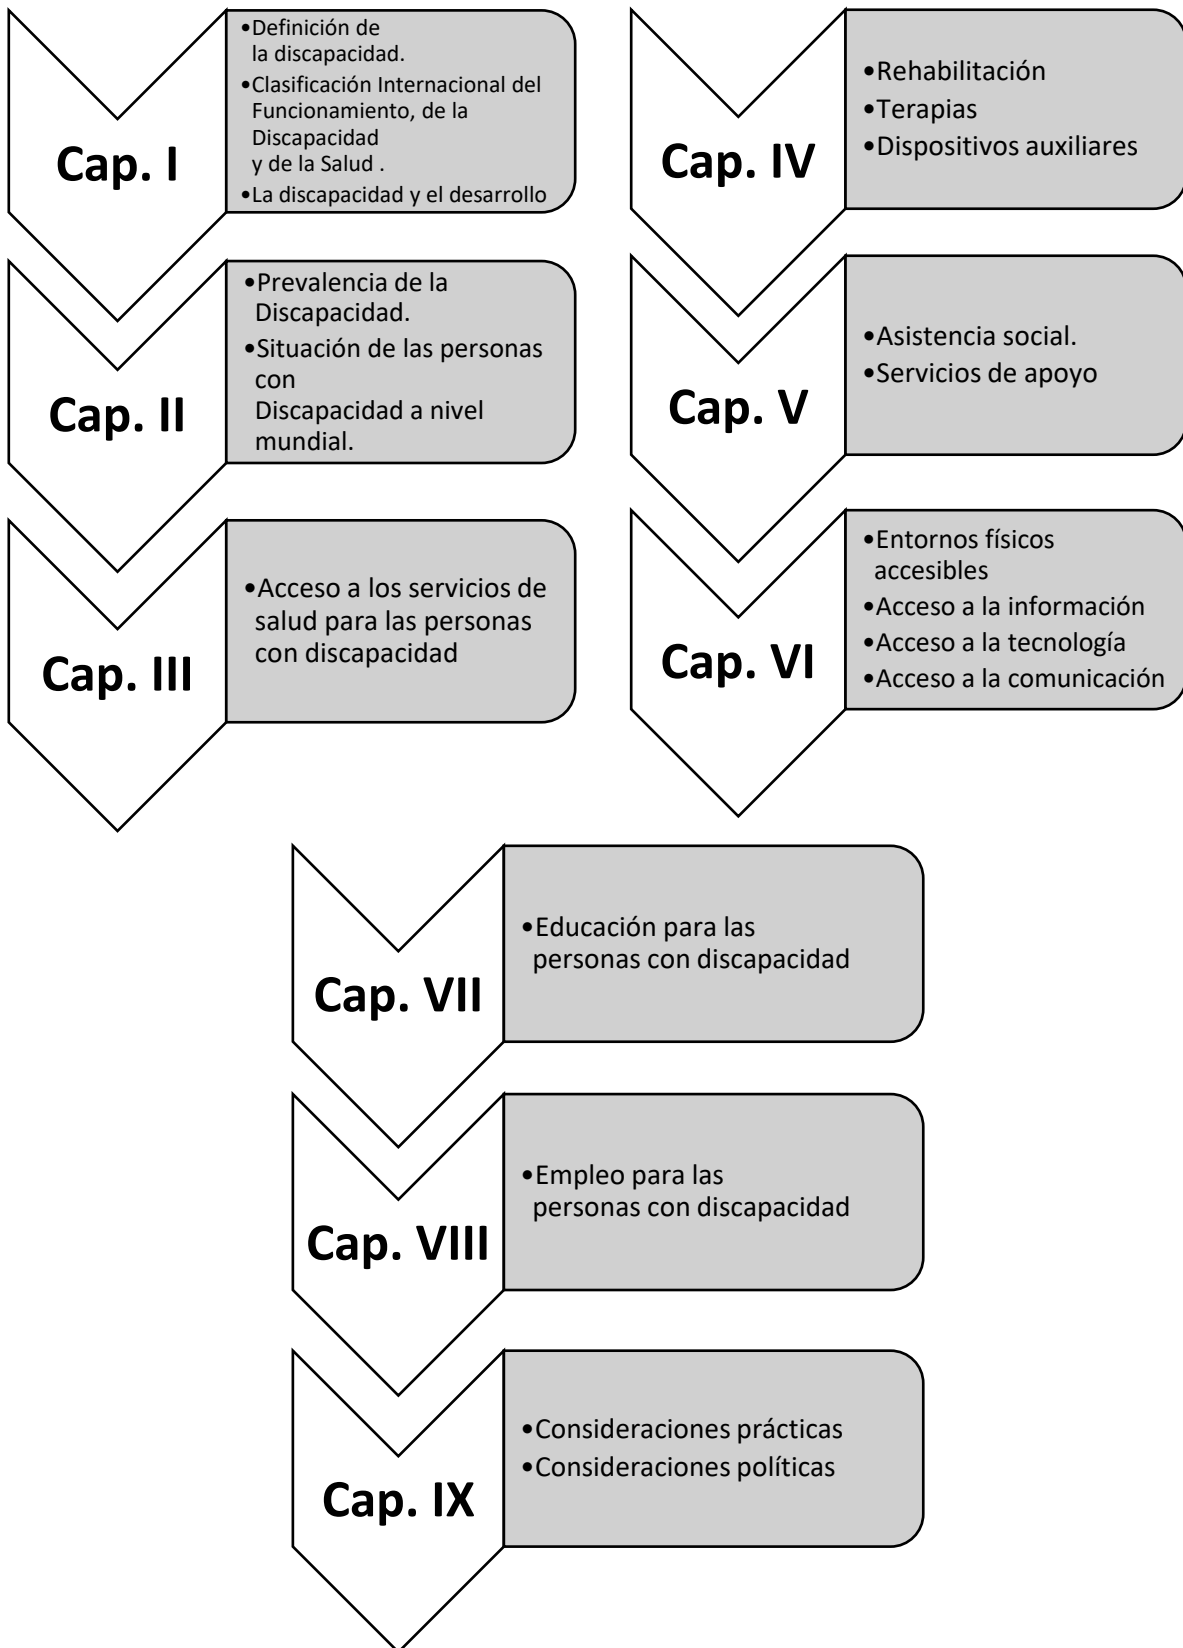 Cap. I
•Definición de
la discapacidad.
•Clasificación Internacional del
Funcionamiento, de la
Discapacidad
y de la Salud .
•La discapacidad y el desarrollo
Cap. II
•Prevalencia de la
Discapacidad.
•Situación de las personas
con
Discapacidad a nivel
mundial.
Cap. III
•Acceso a los servicios de
salud para las personas
con discapacidad
Cap. IV
•Rehabilitación
•Terapias
•Dispositivos auxiliares
Cap. V
•Asistencia social.
•Servicios de apoyo
Cap. VI
•Entornos físicos
accesibles
•Acceso a la información
•Acceso a la tecnología
•Acceso a la comunicación
Cap. VII
•Educación para las
personas con discapacidad
Cap. VIII
•Empleo para las
personas con discapacidad
Cap. IX
•Consideraciones prácticas
•Consideraciones políticas